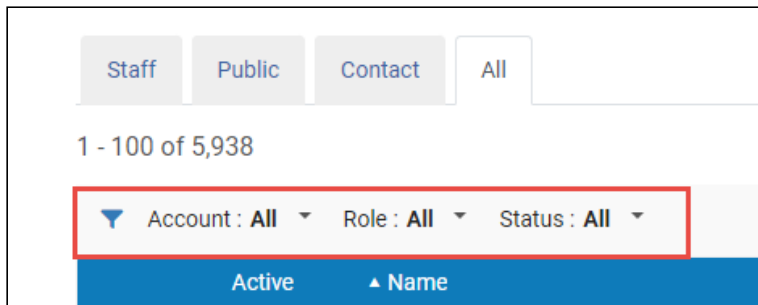 Staff Public Contact All
1 - 100 of 5,938
Account : All Role : All Status : All
Active Name